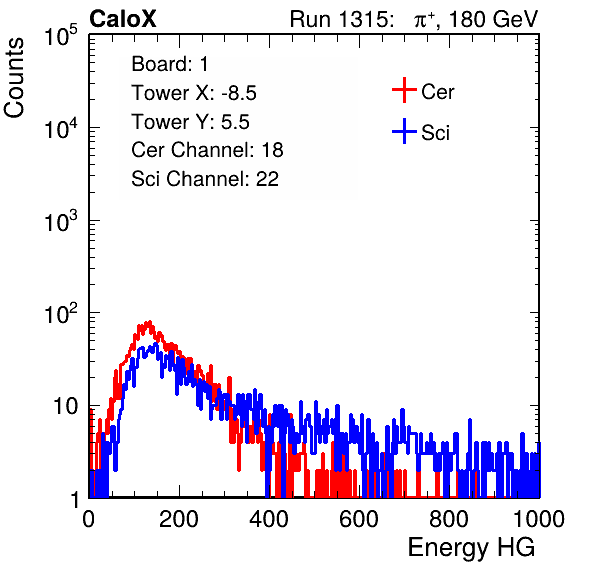 CaloX Run 1315: π⁺, 180 GeV
Counts
10⁵
10⁴
10³
10²
10
1
Board: 1
Tower X: -8.5
Tower Y: 5.5
Cer Channel: 18
Sci Channel: 22
Cer
Sci
0 200 400 600 800 1000
Energy HG